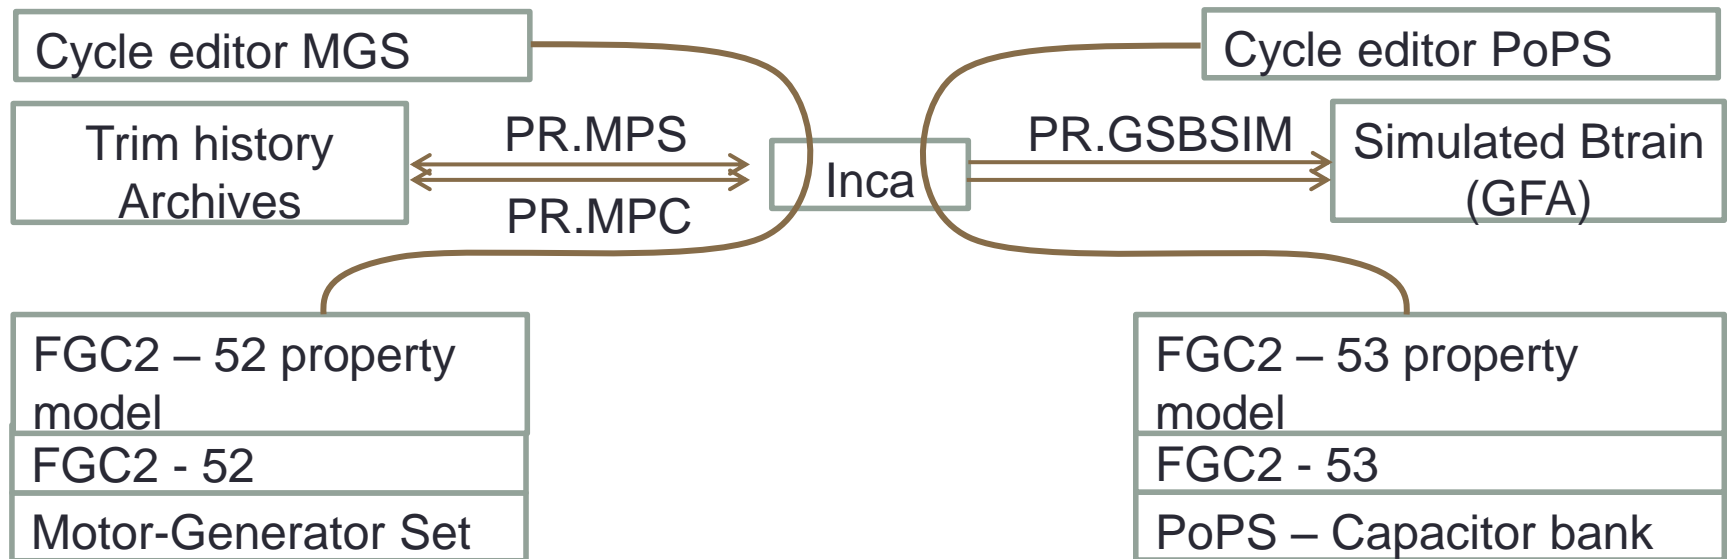 Cycle editor MGS
Cycle editor PoPS
Trim history
Archives
PR.MPS
PR.MPC
Inca
PR.GSBSIM
Simulated Btrain
(GFA)
FGC2 – 52 property
model
FGC2 - 52
Motor-Generator Set
FGC2 – 53 property
model
FGC2 - 53
PoPS – Capacitor bank